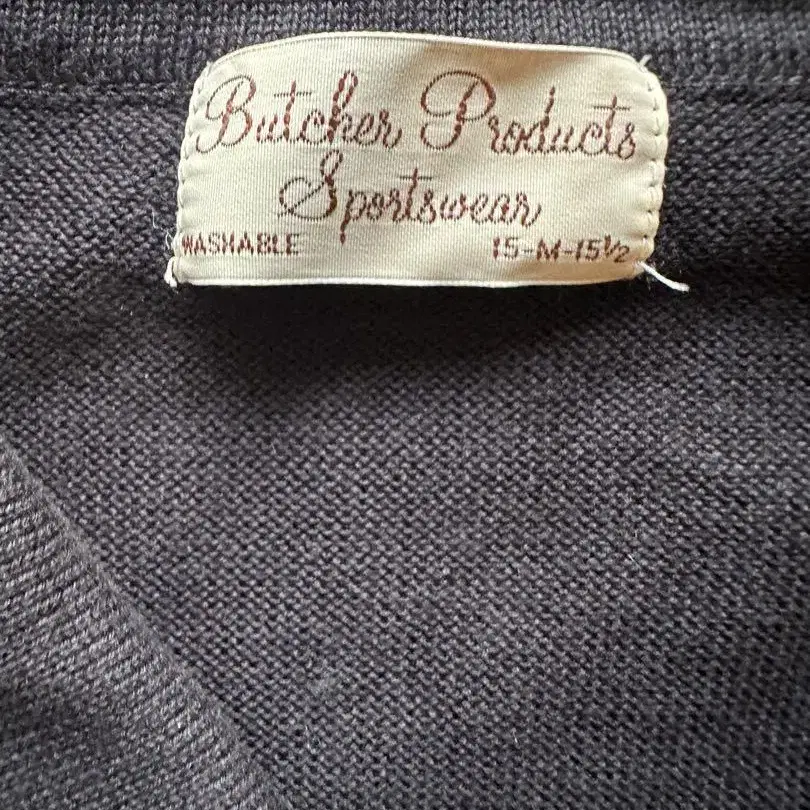 Butcher Products
Sportswear
WASHABLE 15-M-15½